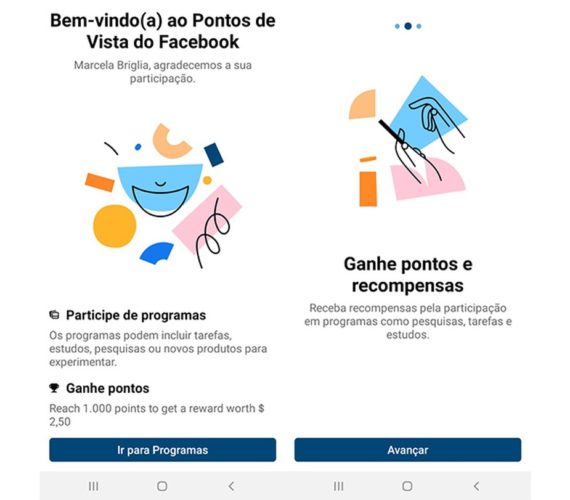 Bem-vindo(a) ao Pontos de
Vista do Facebook
Marcela Briglia, agradecemos a sua
participação.
Participe de programas
Os programas podem incluir tarefas,
estudos, pesquisas ou novos produtos para
experimentar.
Ganhe pontos
Reach 1.000 points to get a reward worth $
2,50
Ir para Programas
Ganhe pontos e
recompensas
Receba recompensas pela participação
em programas como pesquisas, tarefas e
estudos.
Avançar